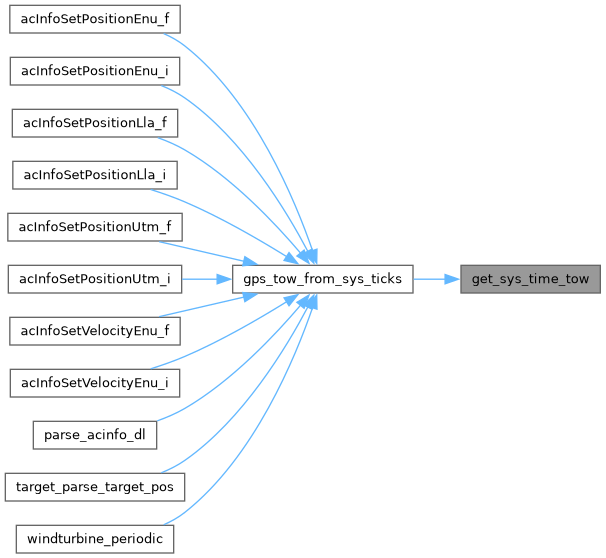 acInfoSetPositionEnu_f
acInfoSetPositionEnu_i
acInfoSetPositionLla_f
acInfoSetPositionLla_i
acInfoSetPositionUtm_f
acInfoSetPositionUtm_i
gps_tow_from_sys_ticks
get_sys_time_tow
acInfoSetVelocityEnu_f
acInfoSetVelocityEnu_i
parse_acinfo_dl
target_parse_target_pos
windturbine_periodic